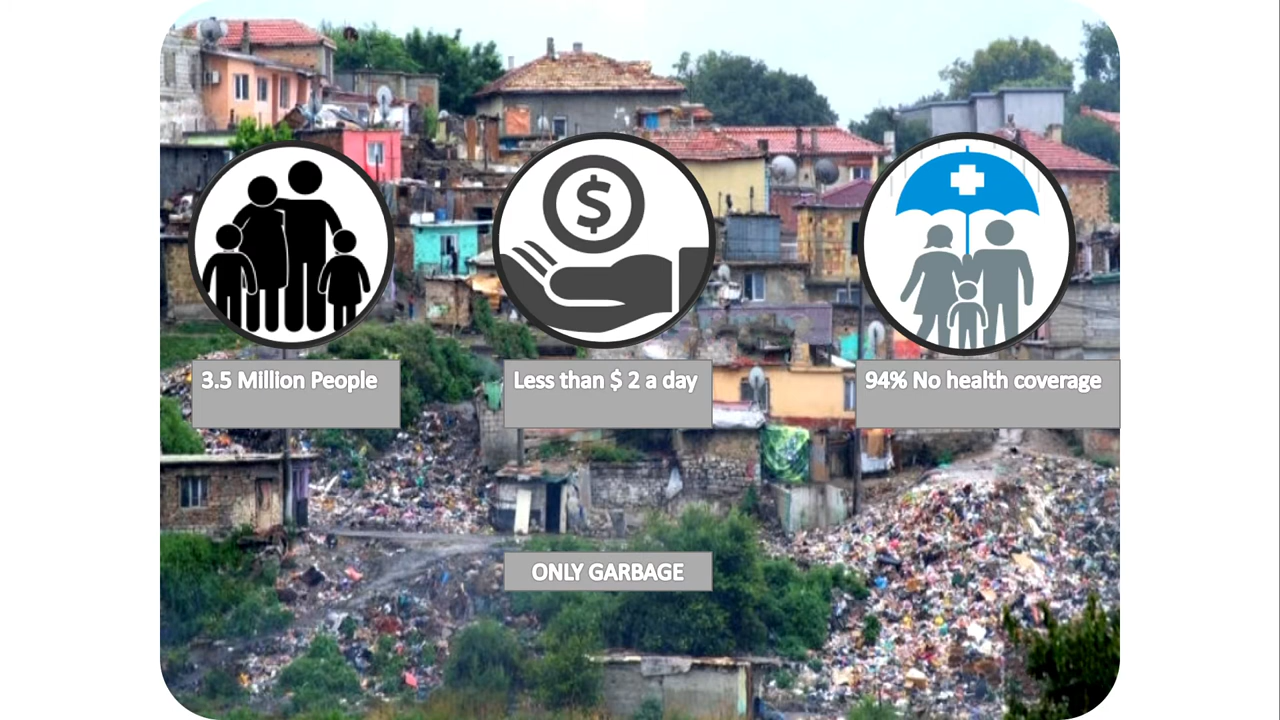 $
3.5 Million People
Less than $ 2 a day
94% No health coverage
ONLY GARBAGE